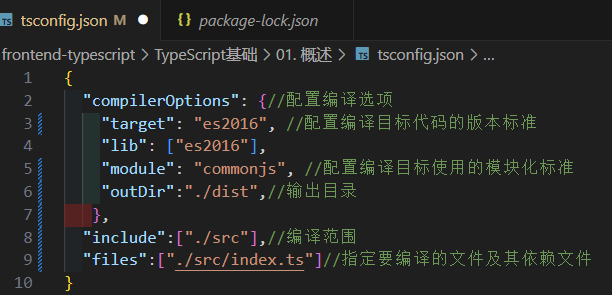 TS tsconfig.json M ● package-lock.json
frontend-typescript > TypeScript基础 > 01. 概述 > TS tsconfig.json > ...
1 {
2 "compilerOptions": {//配置编译选项
3 "target": "es2016", //配置编译目标代码的版本标准
4 "lib": ["es2016"],
5 "module": "commonjs", //配置编译目标使用的模块化标准
6 "outDir":"./dist",//输出目录
7 },
8 "include":["./src"],//编译范围
9 "files":["./src/index.ts"]//指定要编译的文件及其依赖文件
10 }